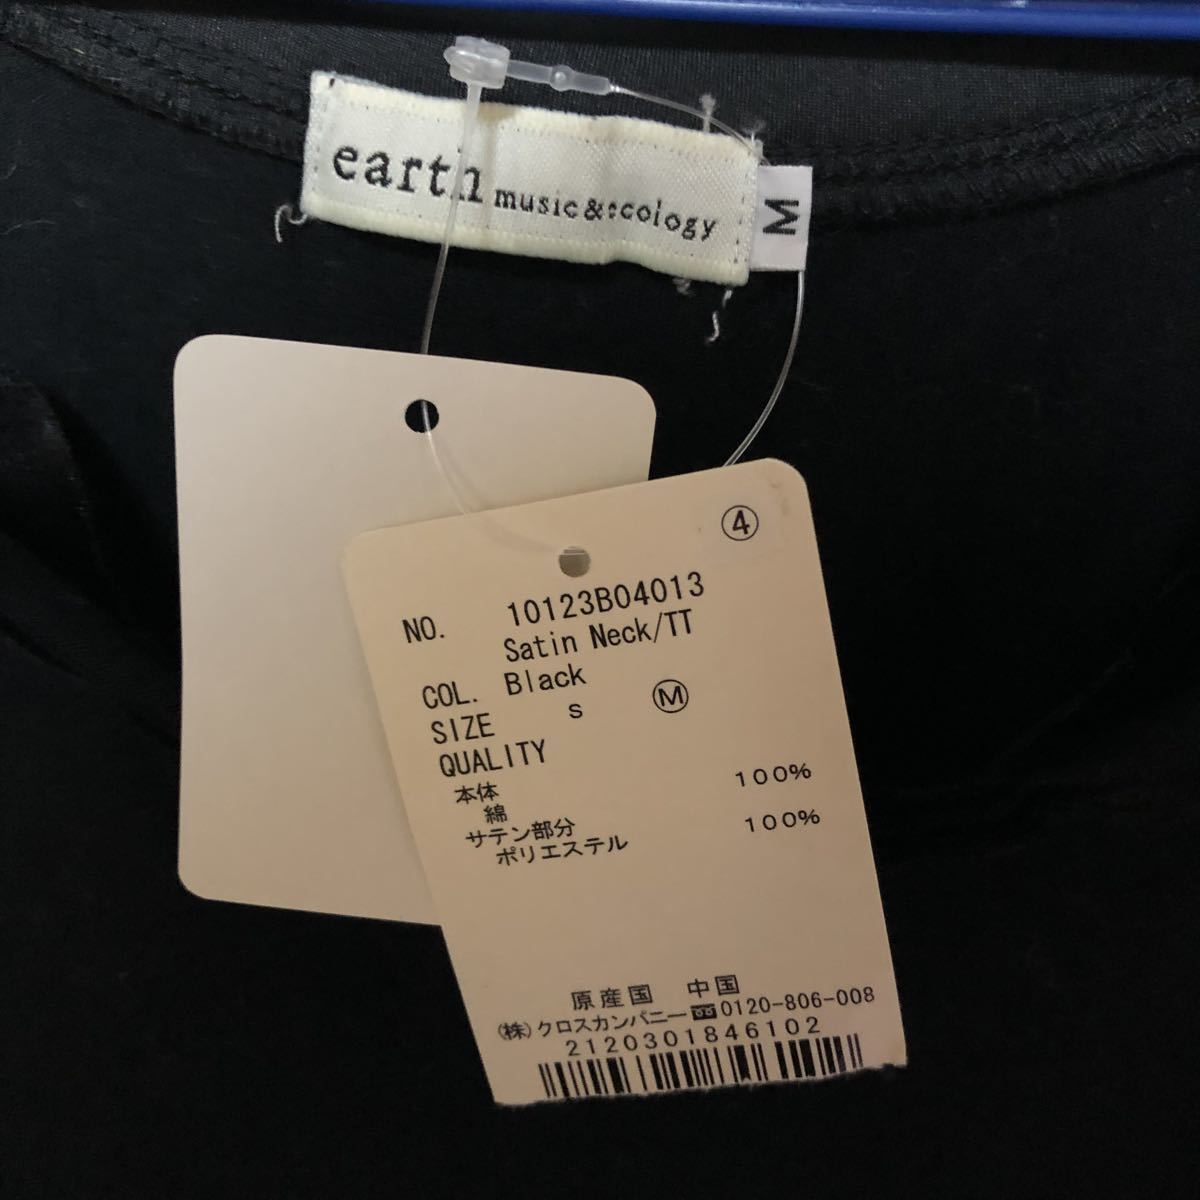 earth music&ecology
M
④
NO. 10123B04013
Satin Neck/TT
COL. Black
SIZE S Ⓜ
QUALITY
本体
綿 100%
サテン部分
ポリエステル 100%
原産国 中国
(株)クロスカンパニー☎0120-806-008
2120301846102